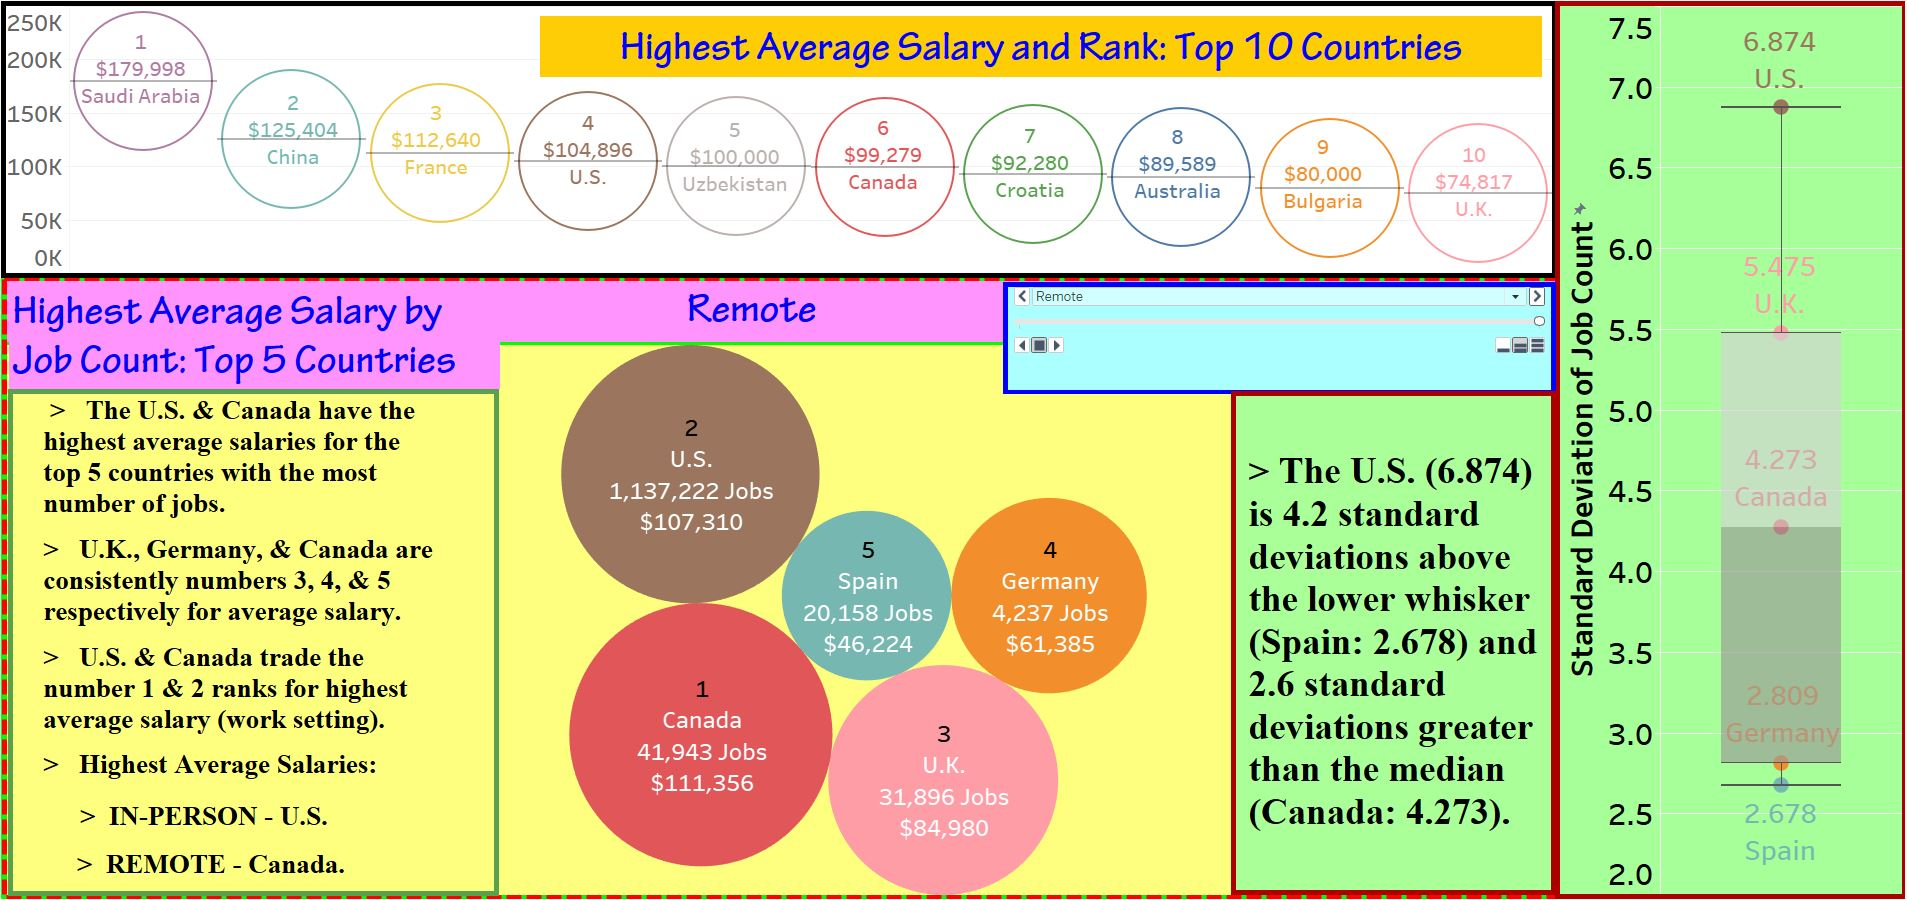 Highest Average Salary and Rank: Top 10 Countries
250K
200K
150K
100K
50K
0K
1
$179,998
Saudi Arabia
2
$125,404
China
3
$112,640
France
4
$104,896
U.S.
5
$100,000
Uzbekistan
6
$99,279
Canada
7
$92,280
Croatia
8
$89,589
Australia
9
$80,000
Bulgaria
10
$74,817
U.K.
Highest Average Salary by
Job Count: Top 5 Countries
Remote
Remote
> The U.S. & Canada have the
highest average salaries for the
top 5 countries with the most
number of jobs.
> U.K., Germany, & Canada are
consistently numbers 3, 4, & 5
respectively for average salary.
> U.S. & Canada trade the
number 1 & 2 ranks for highest
average salary (work setting).
> Highest Average Salaries:
> IN-PERSON - U.S.
> REMOTE - Canada.
2
U.S.
1,137,222 Jobs
$107,310
5
Spain
20,158 Jobs
$46,224
4
Germany
4,237 Jobs
$61,385
1
Canada
41,943 Jobs
$111,356
3
U.K.
31,896 Jobs
$84,980
> The U.S. (6.874)
is 4.2 standard
deviations above
the lower whisker
(Spain: 2.678) and
2.6 standard
deviations greater
than the median
(Canada: 4.273).
Standard Deviation of Job Count
7.5
7.0
6.5
6.0
5.5
5.0
4.5
4.0
3.5
3.0
2.5
2.0
6.874
U.S.
5.475
U.K.
4.273
Canada
2.809
Germany
2.678
Spain